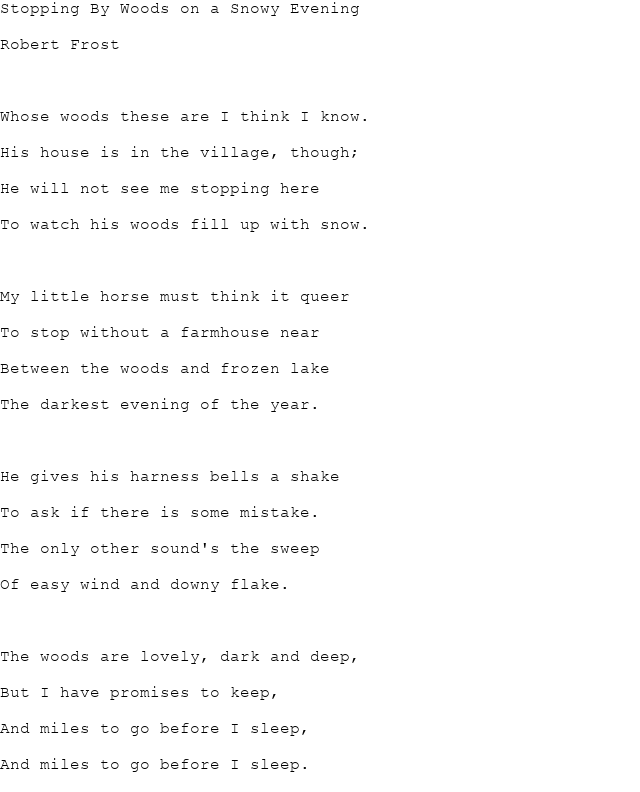 Stopping By Woods on a Snowy Evening
Robert Frost
Whose woods these are I think I know.
His house is in the village, though;
He will not see me stopping here
To watch his woods fill up with snow.
My little horse must think it queer
To stop without a farmhouse near
Between the woods and frozen lake
The darkest evening of the year.
He gives his harness bells a shake
To ask if there is some mistake.
The only other sound's the sweep
Of easy wind and downy flake.
The woods are lovely, dark and deep,
But I have promises to keep,
And miles to go before I sleep,
And miles to go before I sleep.